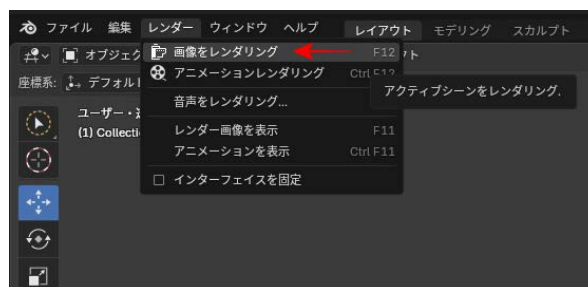 ファイル 編集 レンダー ウィンドウ ヘルプ レイアウト モデリング スカルプト
オブジェク
画像をレンダリング F12
座標系: デフォル
アニメーションレンダリング Ctrl F12
アクティブシーンをレンダリング.
音声をレンダリング...
ユーザー・
(1) Collecti
レンダー画像を表示 F11
アニメーションを表示 Ctrl F11
インターフェイスを固定